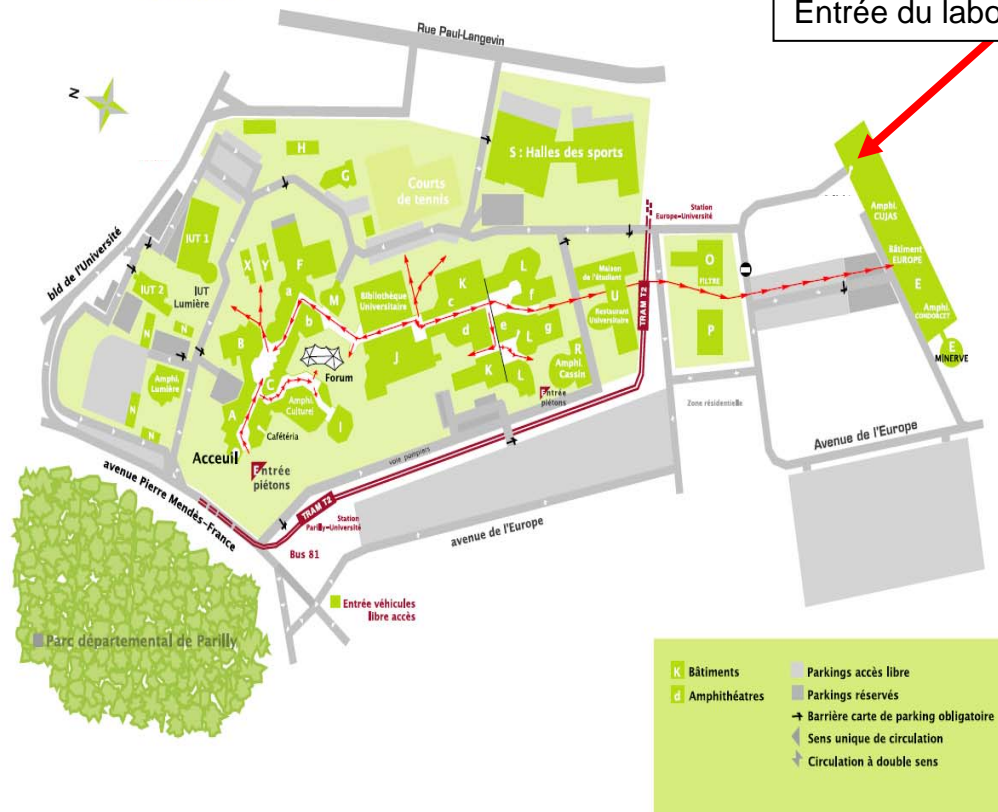 Entrée du labo
Rue Paul-Langevin
N
H
G
Courts
de tennis
S : Halles des sports
Station
Europe-Université
Amphi.
CUJAS
Bâtiment
EUROPE
E
Amphi.
CONDORCET
E
MINERVE
bld de l'Université
IUT 1
IUT 2
IUT
Lumière
N
N
N
N
Amphi.
Lumière
X
Y
F
a
b
M
B
C
A
Forum
Amphi.
Culturel
I
Cafétéria
Acceuil
Entrée
piétons
Bibliothèque
Universitaire
J
K
c
d
e
K
L
f
L
g
L
R
Amphi.
Cassin
Entrée
piétons
Maison
de l'étudiant
U
Restaurant
Universitaire
TRAM T2
O
FILTRE
P
Zone résidentielle
Avenue de l'Europe
voie pompiers
avenue de l'Europe
avenue Pierre Mendès-France
TRAM T2
Station
Parilly-Université
Bus 81
Entrée véhicules
libre accès
Parc départemental de Parilly
K Bâtiments
d Amphithéatres
Parkings accès libre
Parkings réservés
Barrière carte de parking obligatoire
Sens unique de circulation
Circulation à double sens